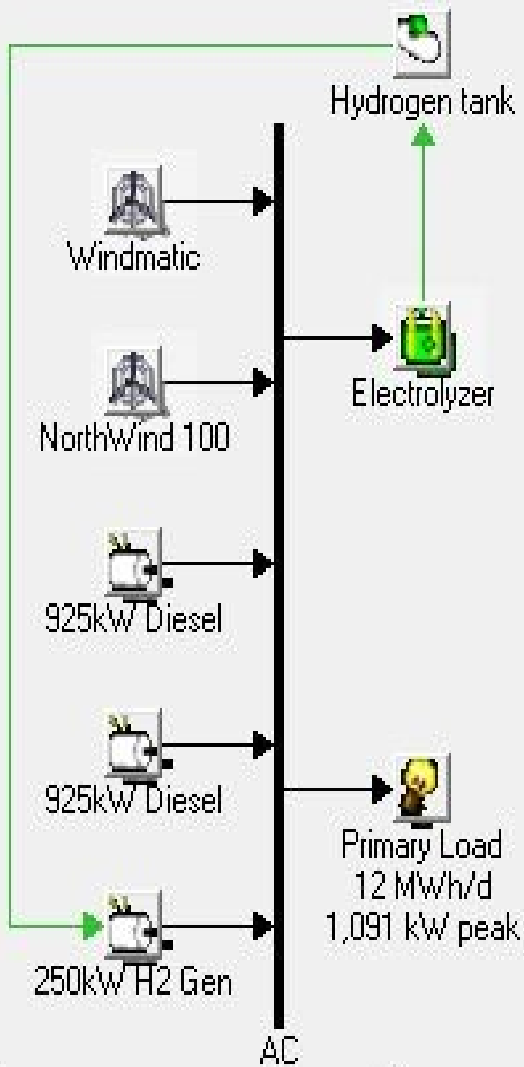 Hydrogen tank
Windmatic
Electrolyzer
NorthWind 100
925kW Diesel
925kW Diesel
Primary Load
12 MWh/d
1,091 kW peak
250kW H2 Gen
AC